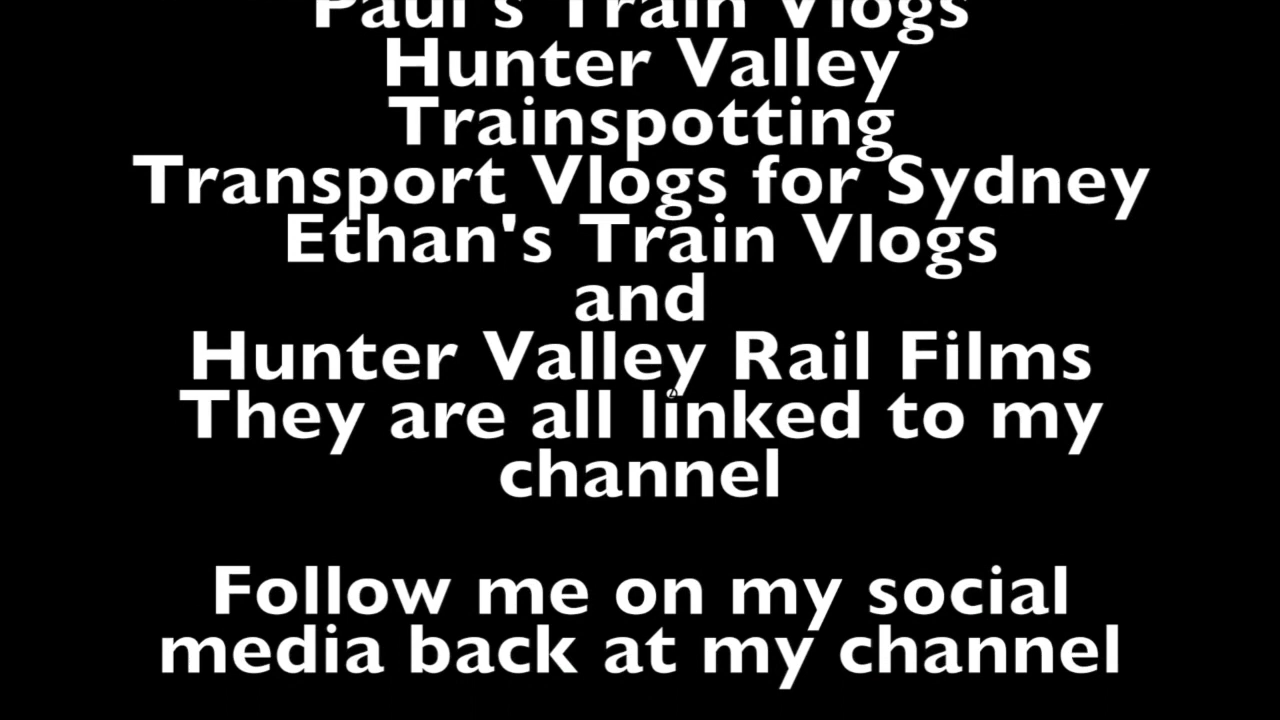 Paul's Train Vlogs
Hunter Valley
Trainspotting
Transport Vlogs for Sydney
Ethan's Train Vlogs
and
Hunter Valley Rail Films
They are all linked to my
channel
Follow me on my social
media back at my channel